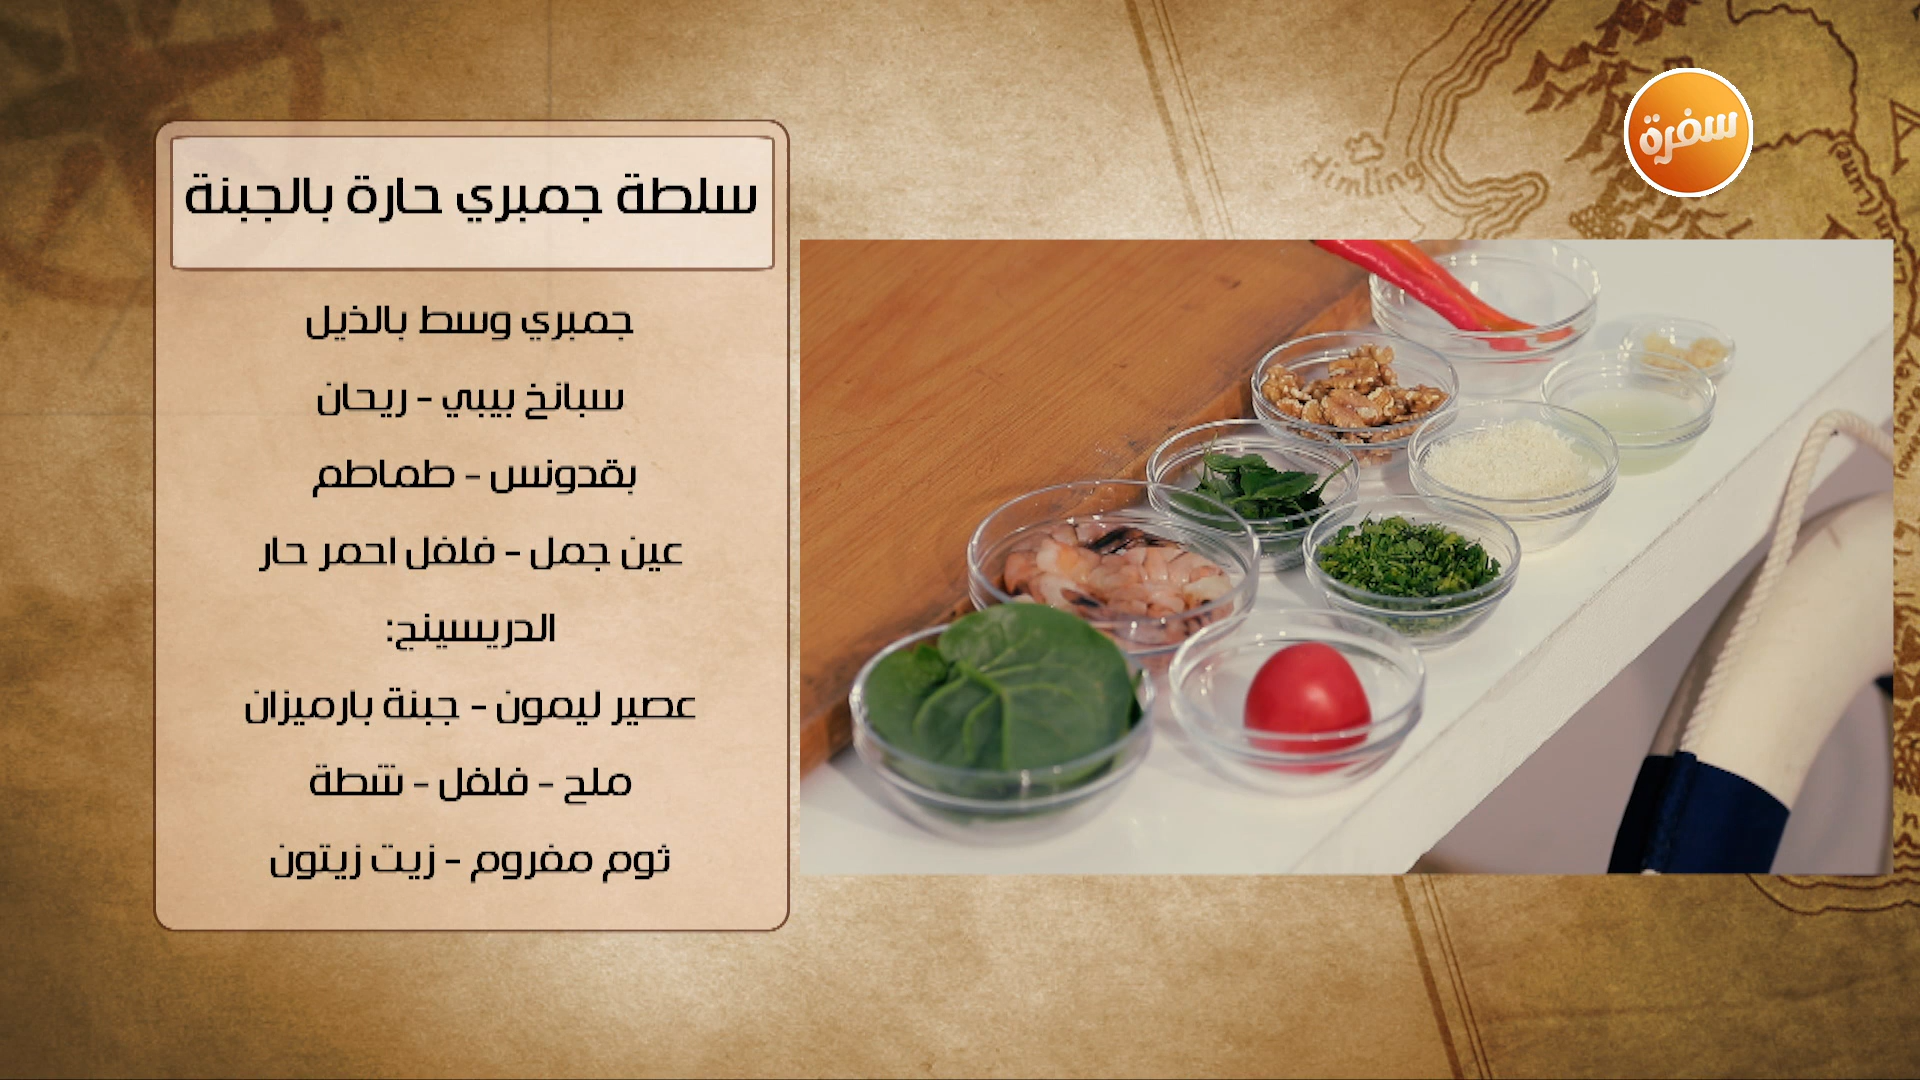 سفرة
سلطة جمبري حارة بالجبنة
جمبري وسط بالذيل
سبانخ بيبي - ريحان
بقدونس - طماطم
عين جمل - فلفل احمر حار
الدريسينج:
عصير ليمون - جبنة بارميزان
ملح - فلفل - شطة
ثوم مفروم - زيت زيتون
Himling